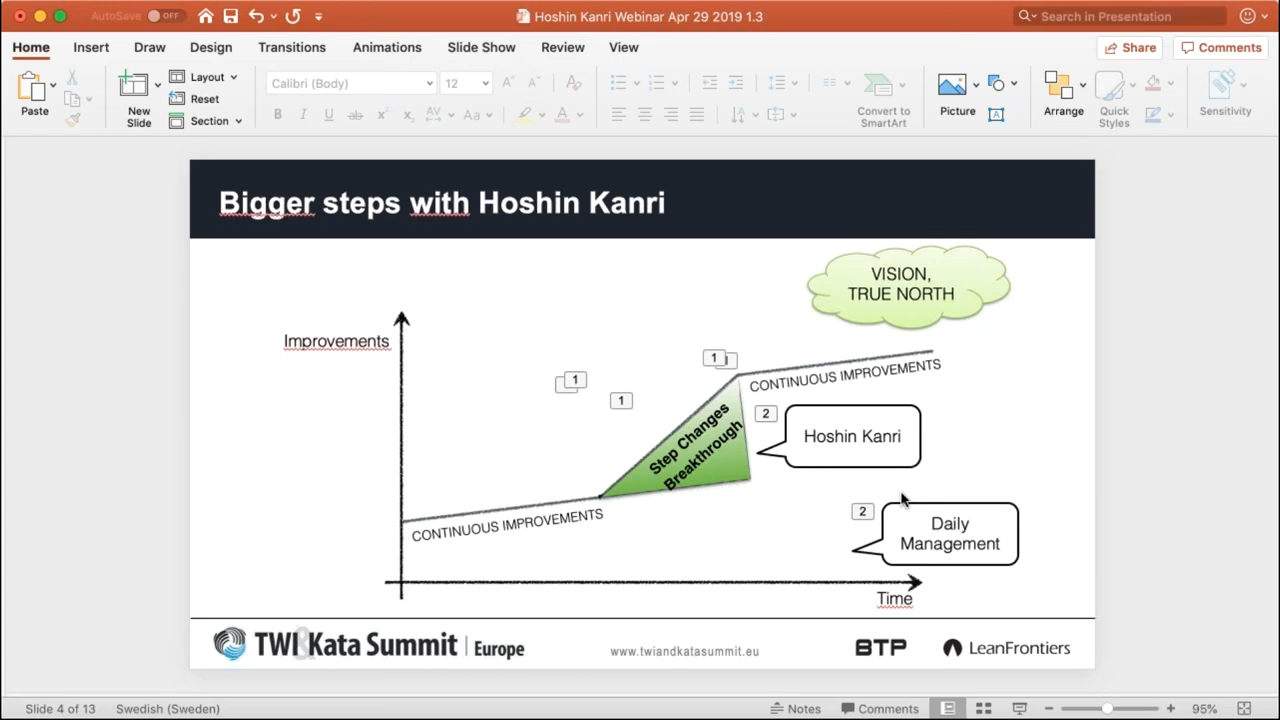 AutoSave OFF
Hoshin Kanri Webinar Apr 29 2019 1.3
Search in Presentation
Home Insert Draw Design Transitions Animations Slide Show Review View
Share Comments
Paste
New
Slide
Layout
Reset
Section
Calibri (Body) 12
B I U ab X X AV Aa A
Convert to
SmartArt
Picture
Arrange
Quick
Styles
Sensitivity
Bigger steps with Hoshin Kanri
VISION,
TRUE NORTH
Improvements
1
1
1
CONTINUOUS IMPROVEMENTS
Step Changes
Breakthrough
2
Hoshin Kanri
CONTINUOUS IMPROVEMENTS
2
Daily
Management
Time
TWI & Kata Summit | Europe
www.twiandkatasummit.eu
BTP
LeanFrontiers
Slide 4 of 13 Swedish (Sweden)
Notes Comments 95%